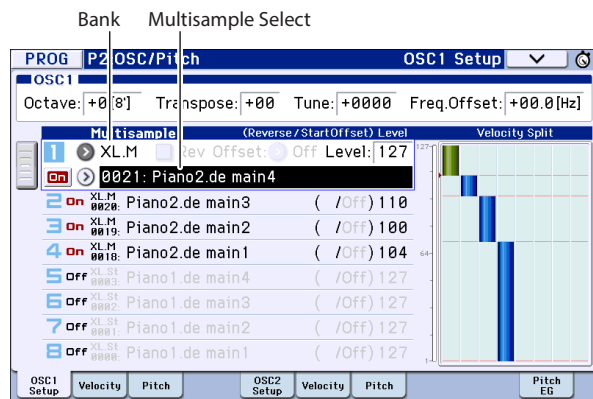 Bank Multisample Select
PROG P2 OSC/Pitch OSC1 Setup
OSC1
Octave: +0[8'] Transpose: +00 Tune: +0000 Freq.Offset: +00.0[Hz]
Multisample (Reverse/StartOffset) Level Velocity Split
1 XL.M Rev Offset: Off Level: 127 127
On 0021: Piano2.de main4
2 On XL.M 0020: Piano2.de main3 ( /Off) 110
3 On XL.M 0019: Piano2.de main2 ( /Off) 100
4 On XL.M 0018: Piano2.de main1 ( /Off) 104 64
5 Off XL.St 0003: Piano1.de main4 ( /Off) 127
6 Off XL.St 0002: Piano1.de main3 ( /Off) 127
7 Off XL.St 0001: Piano1.de main2 ( /Off) 127
8 Off XL.St 0000: Piano1.de main1 ( /Off) 127 1
OSC1 Setup Velocity Pitch OSC2 Setup Velocity Pitch Pitch EG